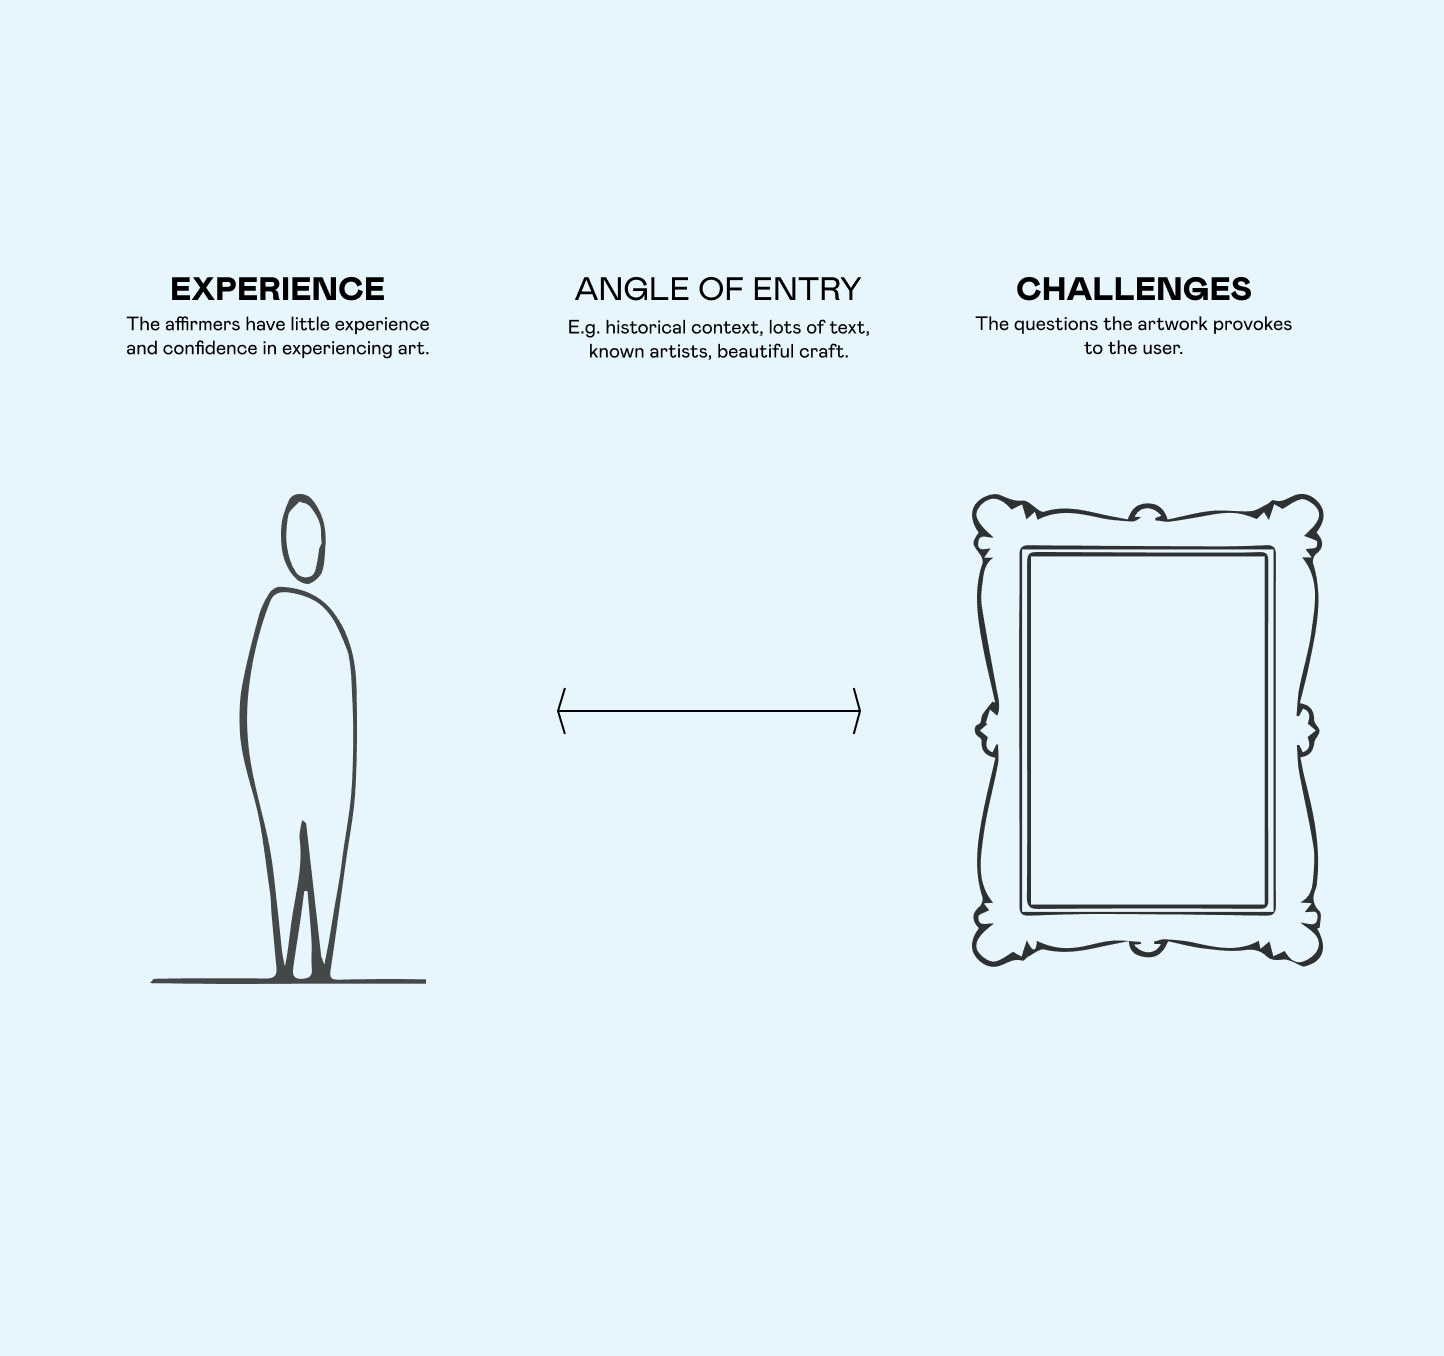 EXPERIENCE
The affirmers have little experience
and confidence in experiencing art.
ANGLE OF ENTRY
E.g. historical context, lots of text,
known artists, beautiful craft.
CHALLENGES
The questions the artwork provokes
to the user.